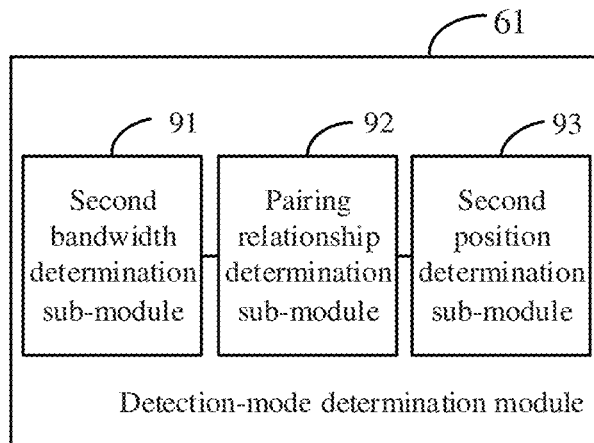 61
91
92
93
Second
bandwidth
determination
sub-module
Pairing
relationship
determination
sub-module
Second
position
determination
sub-module
Detection-mode determination module